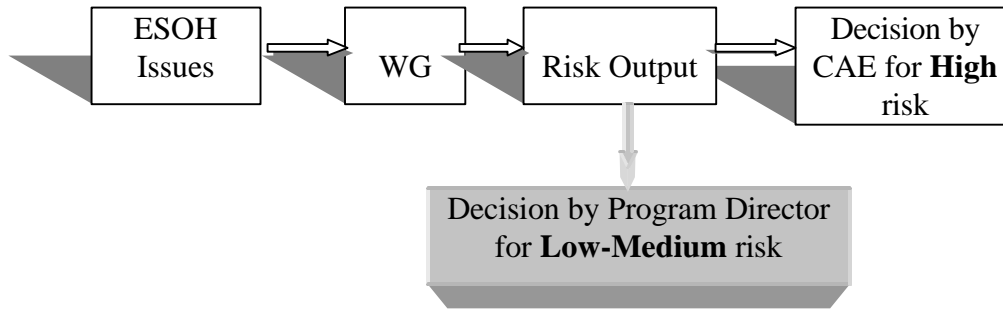 ESOH
Issues
WG
Risk Output
Decision by
CAE for High
risk
Decision by Program Director
for Low-Medium risk